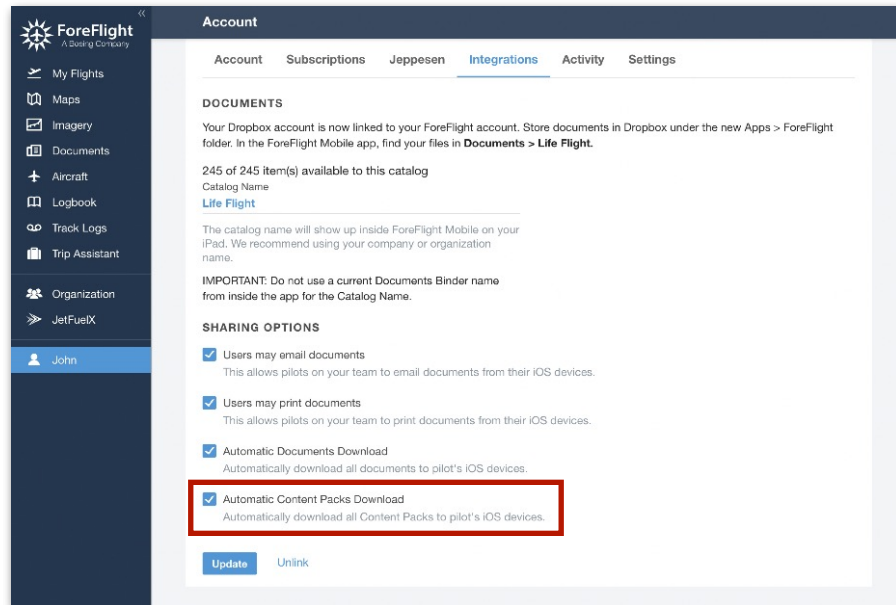 «
ForeFlight
A Boeing Company
My Flights
Maps
Imagery
Documents
Aircraft
Logbook
Track Logs
Trip Assistant
Organization
JetFuelX
John
Account
Account Subscriptions Jeppesen Integrations Activity Settings
DOCUMENTS
Your Dropbox account is now linked to your ForeFlight account. Store documents in Dropbox under the new Apps > ForeFlight
folder. In the ForeFlight Mobile app, find your files in Documents > Life Flight.
245 of 245 item(s) available to this catalog
Catalog Name
Life Flight
The catalog name will show up inside ForeFlight Mobile on your
iPad. We recommend using your company or organization
name.
IMPORTANT: Do not use a current Documents Binder name
from inside the app for the Catalog Name.
SHARING OPTIONS
Users may email documents
This allows pilots on your team to email documents from their iOS devices.
Users may print documents
This allows pilots on your team to print documents from their iOS devices.
Automatic Documents Download
Automatically download all documents to pilot's iOS devices.
Automatic Content Packs Download
Automatically download all Content Packs to pilot's iOS devices.
Update Unlink